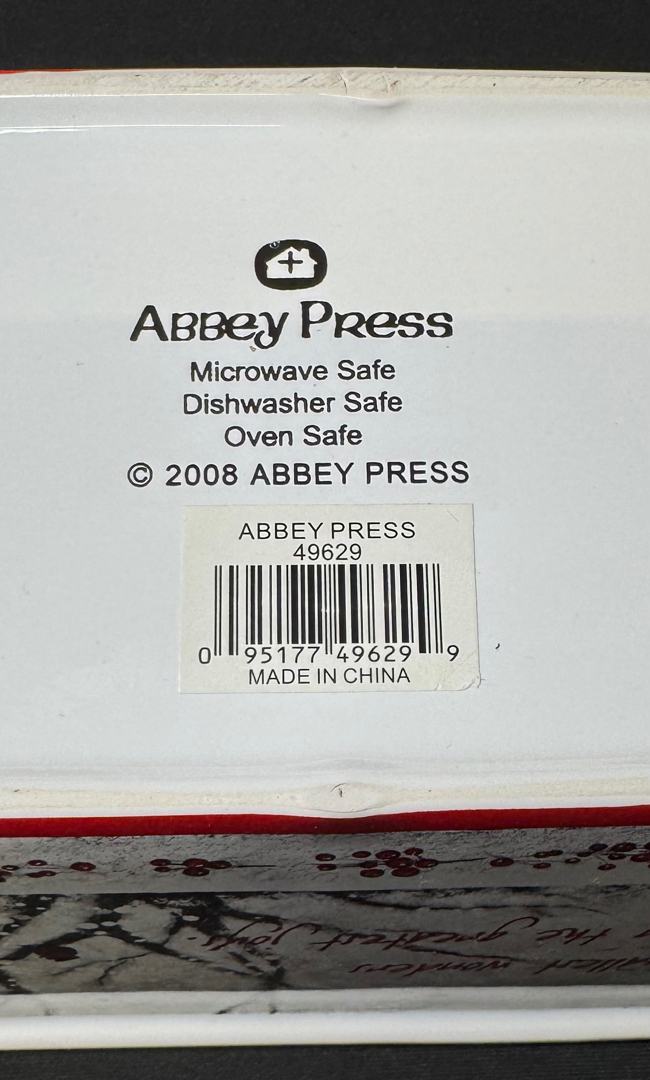 Abbey Press
Microwave Safe
Dishwasher Safe
Oven Safe
© 2008 ABBEY PRESS
ABBEY PRESS
49629
0 95177 49629 9
MADE IN CHINA
wonders
the greatest joys.